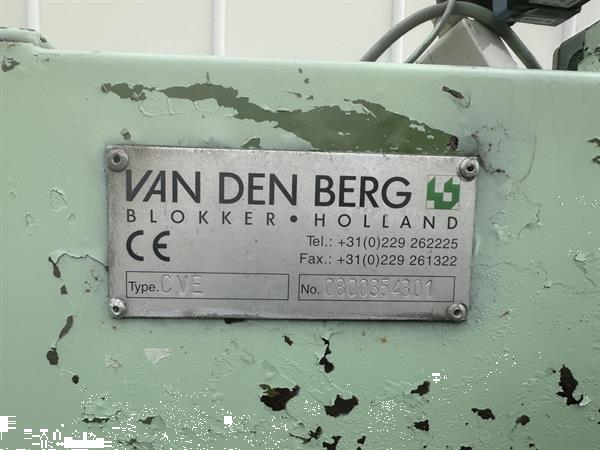 VAN DEN BERG
BLOKKER • HOLLAND
CE
Tel.: +31(0)229 262225
Fax.: +31(0)229 261322
Type. CVE
No. 0800354301